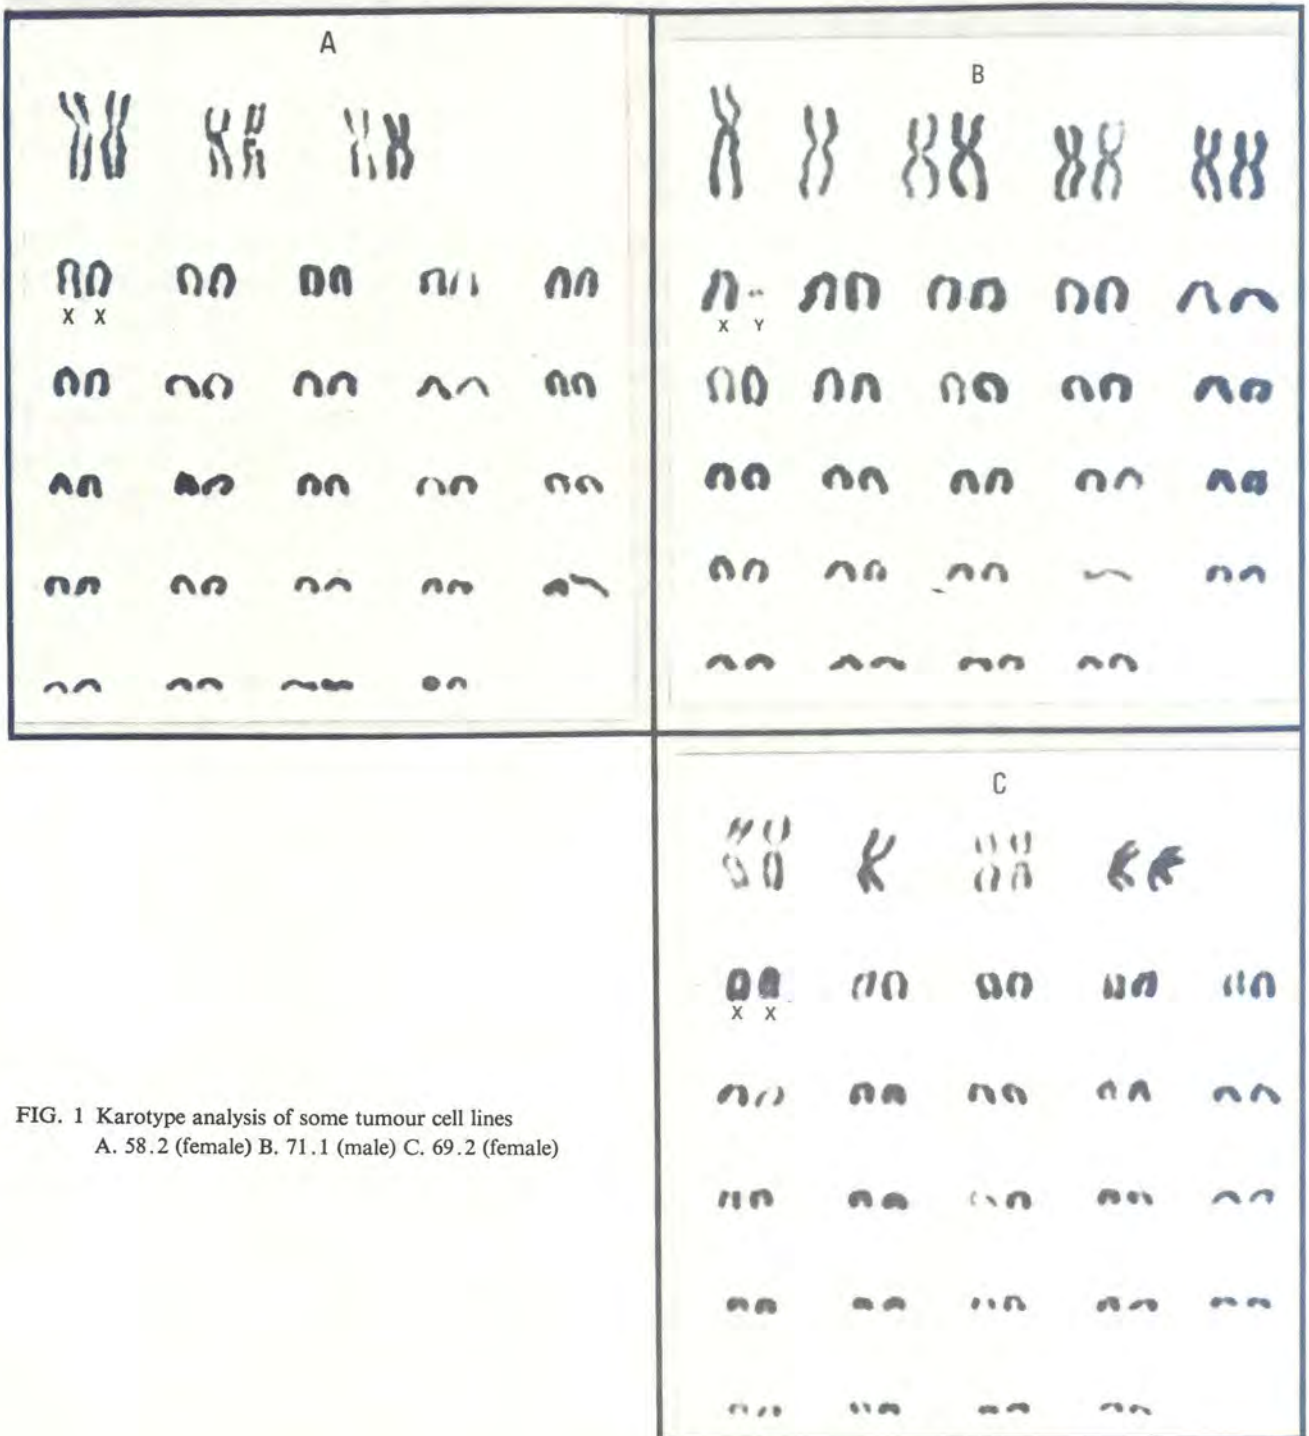 A
B
X X
X Y
C
X X
FIG. 1 Karotype analysis of some tumour cell lines
A. 58.2 (female) B. 71.1 (male) C. 69.2 (female)